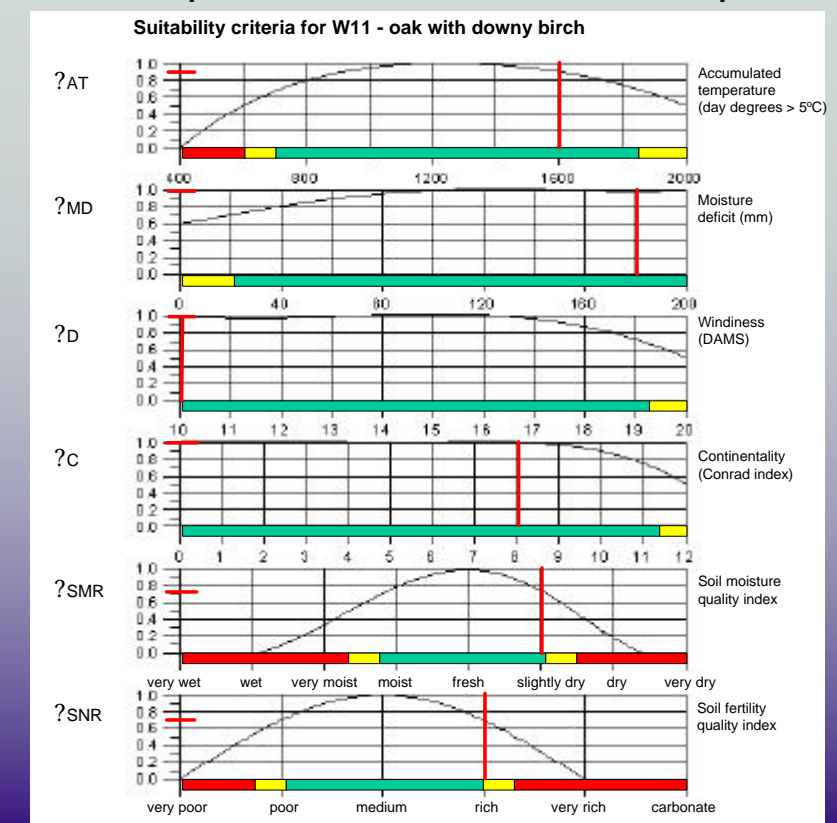 Suitability criteria for W11 - oak with downy birch
?AT
1.0
0.8
0.6
0.4
0.2
0.0
400 800 1200 1600 2000
Accumulated
temperature
(day degrees > 5ºC)
?MD
1.0
0.8
0.6
0.4
0.2
0.0
0 40 80 120 160 200
Moisture
deficit (mm)
?D
1.0
0.8
0.6
0.4
0.2
0.0
10 11 12 13 14 15 16 17 18 19 20
Windiness
(DAMS)
?C
1.0
0.8
0.6
0.4
0.2
0.0
0 1 2 3 4 5 6 7 8 9 10 11 12
Continentality
(Conrad index)
?SMR
1.0
0.8
0.6
0.4
0.2
0.0
very wet wet very moist moist fresh slightly dry dry very dry
Soil moisture
quality index
?SNR
1.0
0.8
0.6
0.4
0.2
0.0
very poor poor medium rich very rich carbonate
Soil fertility
quality index